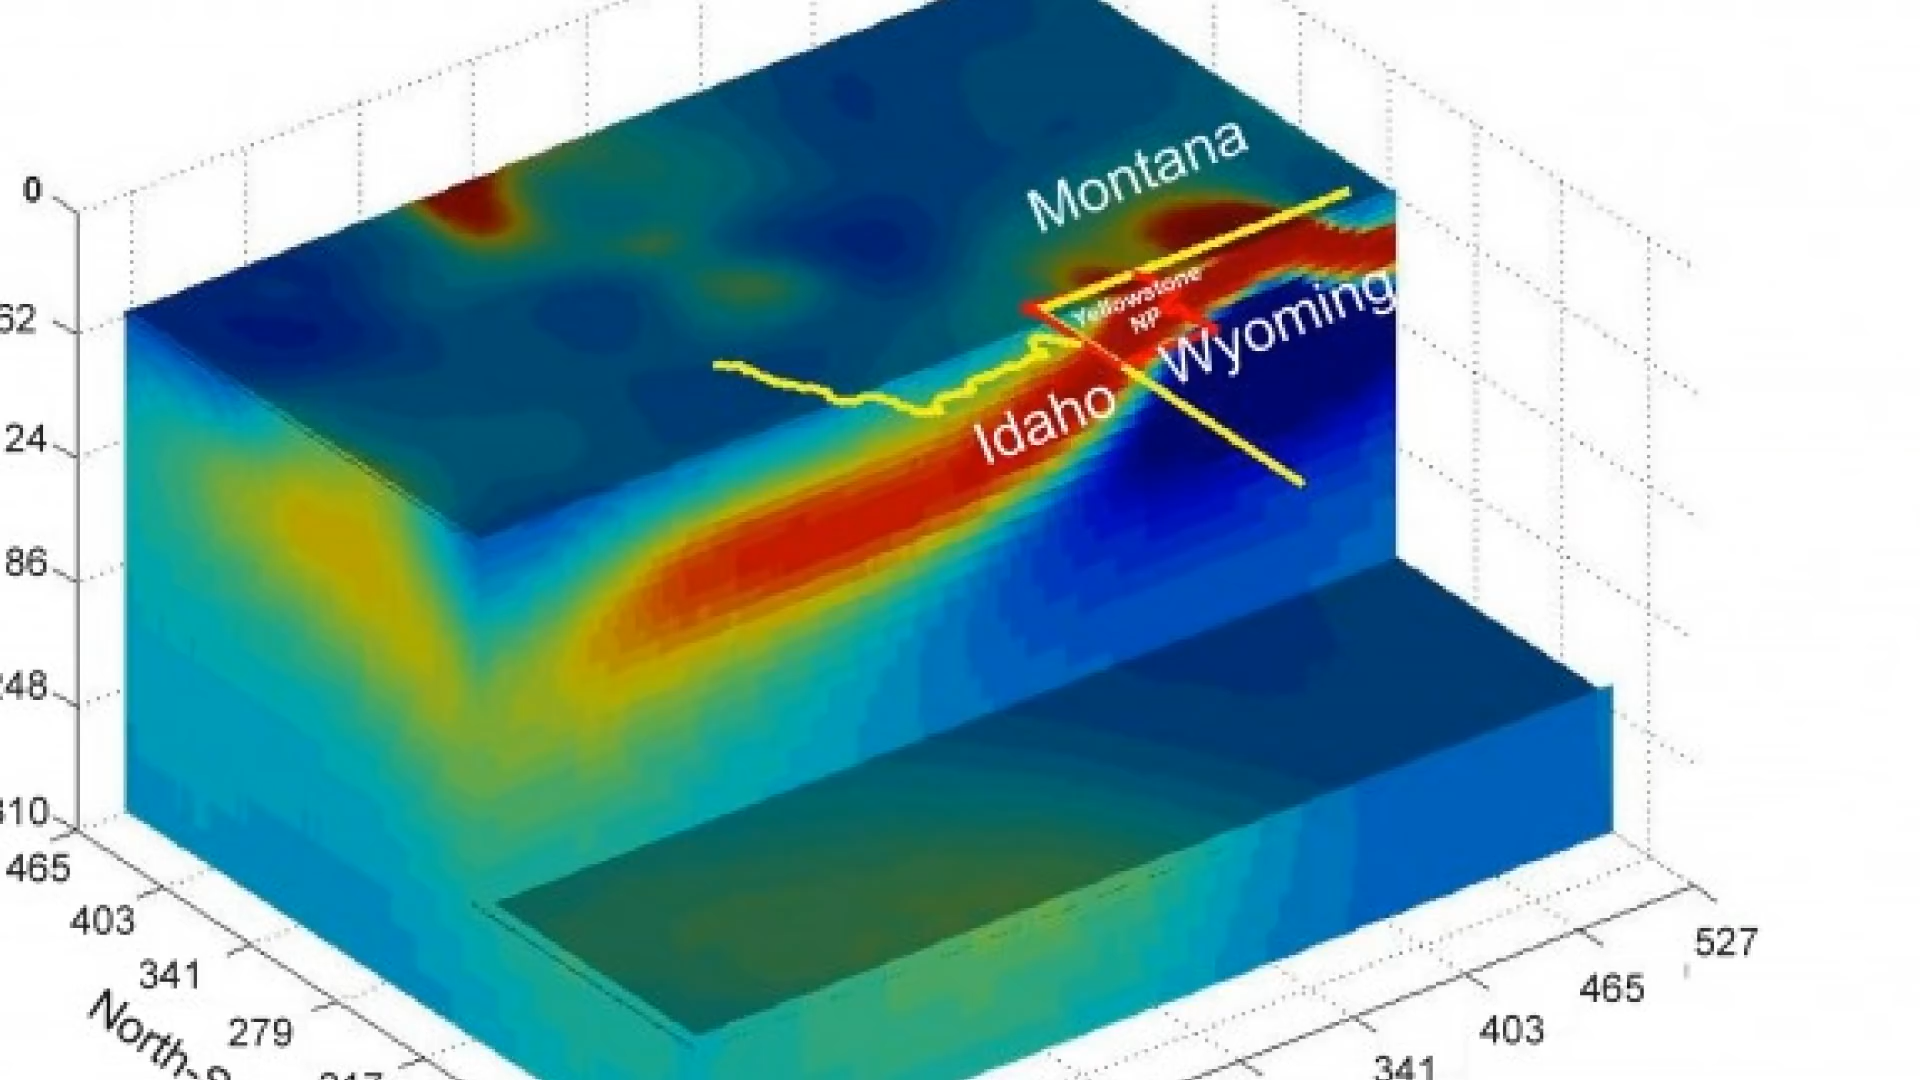 0
Montana
Yellowstone
NP
Wyoming
Idaho
62
24
86
248
310
465
403
341
279
North-S
217
527
465
403
341